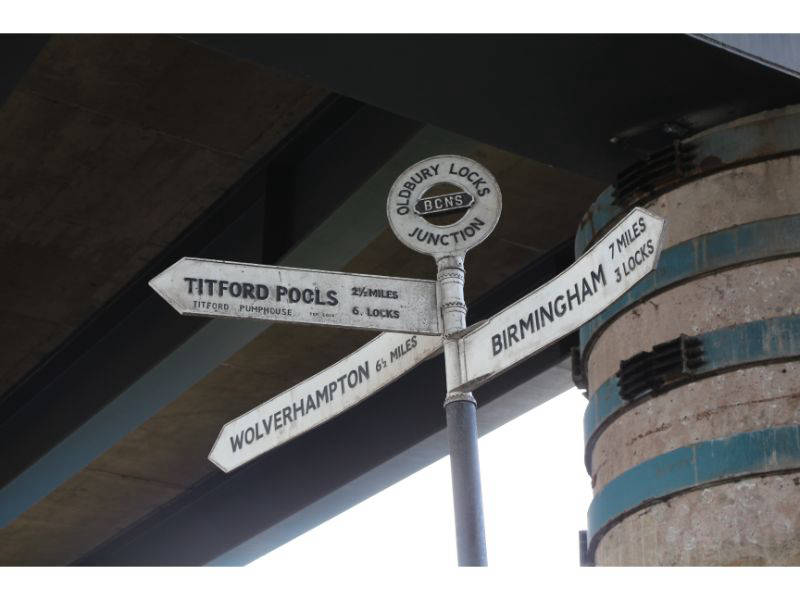 OLDBURY LOCKS
BCNS
JUNCTION
TITFORD POOLS 2½ MILES
TITFORD PUMPHOUSE 6 LOCKS
WOLVERHAMPTON 6½ MILES
BIRMINGHAM 7 MILES
3 LOCKS